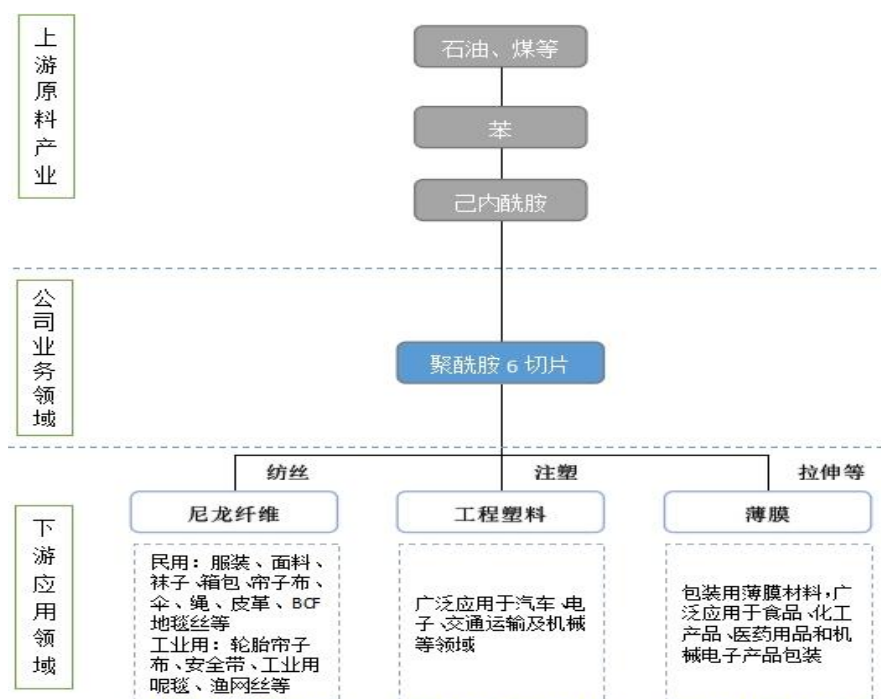 上游原料产业
石油、煤等
苯
己内酰胺
公司业务领域
聚酰胺 6 切片
下游应用领域
纺丝
注塑
拉伸等
尼龙纤维
工程塑料
薄膜
民用：服装、面料、
袜子、箱包、帘子布、
伞、绳、皮革、BCF
地毯丝等
工业用：轮胎帘子
布、安全带、工业用
呢毯、渔网丝等
广泛应用于汽车、电
子、交通运输及机械
等领域
包装用薄膜材料，广
泛应用于食品、化工
产品、医药用品和机
械电子产品包装